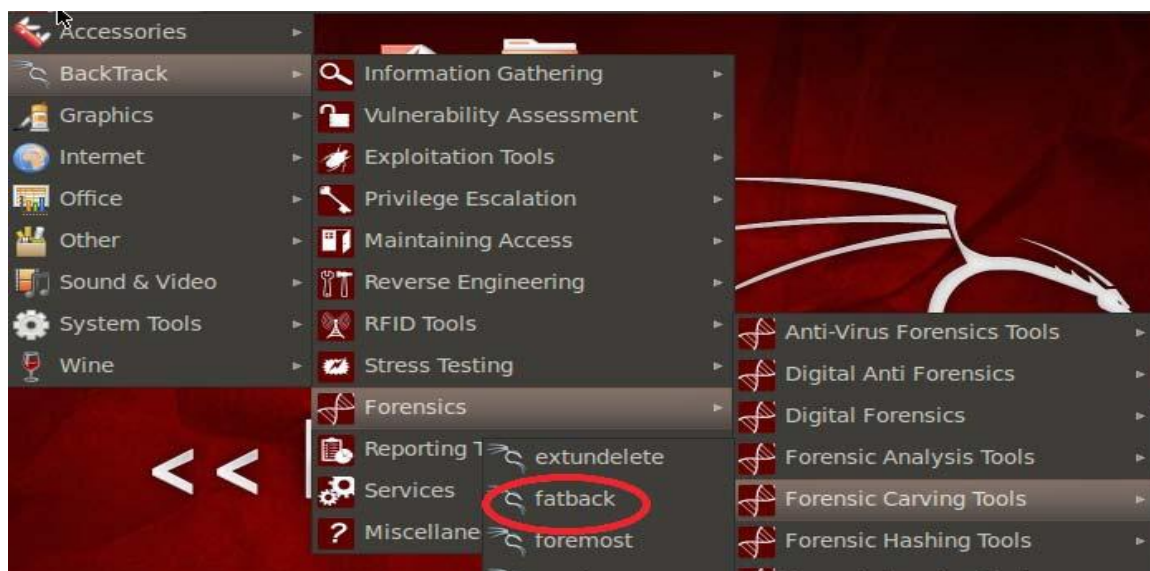 Accessories
BackTrack
Graphics
Internet
Office
Other
Sound & Video
System Tools
Wine
Information Gathering
Vulnerability Assessment
Exploitation Tools
Privilege Escalation
Maintaining Access
Reverse Engineering
RFID Tools
Stress Testing
Forensics
Reporting T
Services
Miscellane
extundelete
fatback
foremost
Anti-Virus Forensics Tools
Digital Anti Forensics
Digital Forensics
Forensic Analysis Tools
Forensic Carving Tools
Forensic Hashing Tools
<<